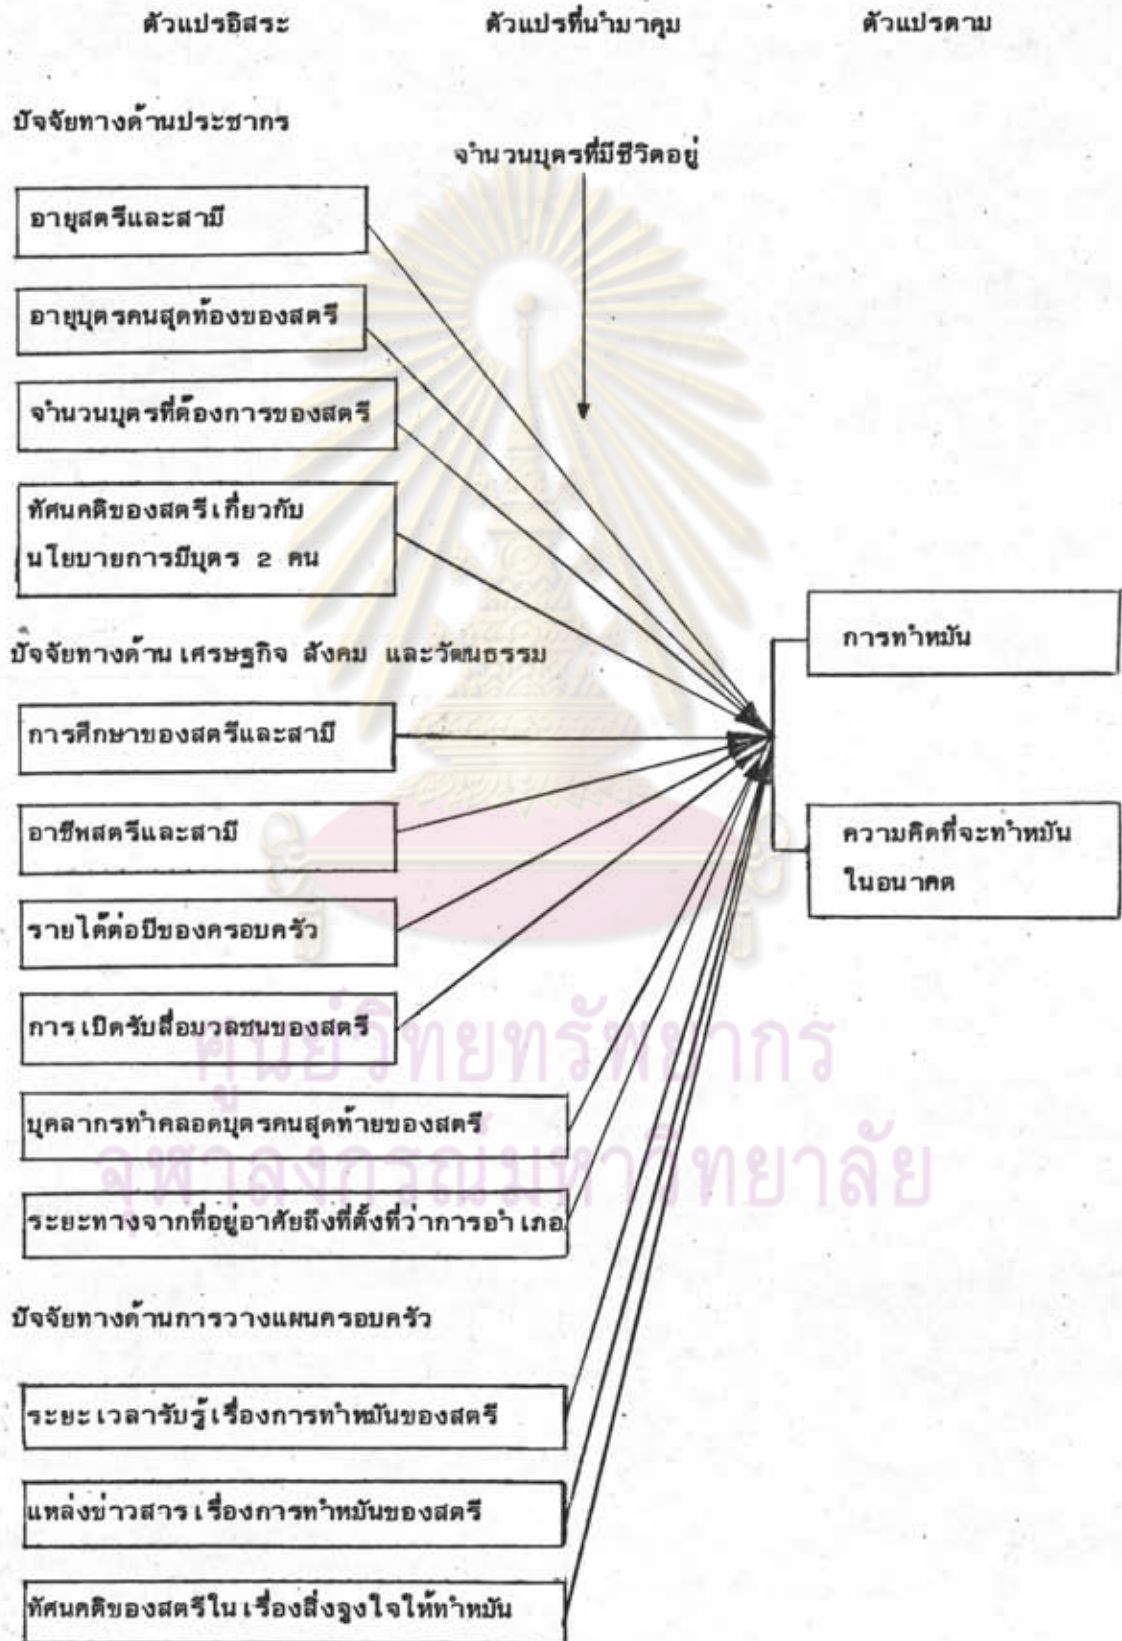 ตัวแปรอิสระ ตัวแปรที่นำมาคุม ตัวแปรตาม
ปัจจัยทางด้านประชากร
จำนวนบุตรที่มีชีวิตอยู่
อายุสตรีและสามี
อายุบุตรคนสุดท้องของสตรี
จำนวนบุตรที่ต้องการของสตรี
ทัศนคติของสตรีเกี่ยวกับ
นโยบายการมีบุตร 2 คน
ปัจจัยทางด้านเศรษฐกิจ สังคม และวัฒนธรรม
การทำหมัน
การศึกษาของสตรีและสามี
อาชีพสตรีและสามี
ความคิดที่จะทำหมัน
ในอนาคต
รายได้ต่อปีของครอบครัว
การเปิดรับสื่อมวลชนของสตรี
ศูนย์วิทยทรัพยากร
บุคลากรทำคลอดบุตรคนสุดท้ายของสตรี
จุฬาลงกรณ์มหาวิทยาลัย
ระยะทางจากที่อยู่อาศัยถึงที่ตั้งที่ว่าการอำเภอ
ปัจจัยทางด้านการวางแผนครอบครัว
ระยะเวลารับรู้เรื่องการทำหมันของสตรี
แหล่งข่าวสารเรื่องการทำหมันของสตรี
ทัศนคติของสตรีในเรื่องสิ่งจูงใจให้ทำหมัน